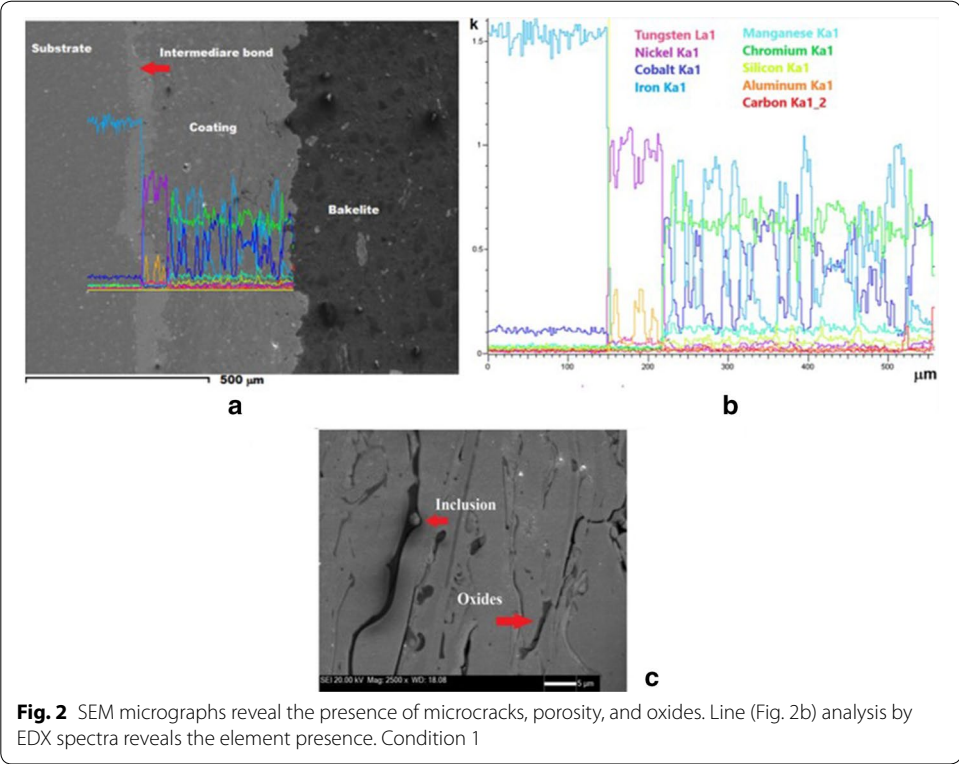 a
Substrate
Intermediare bond
Coating
Bakelite
500 µm
a
k
Tungsten La1
Nickel Ka1
Cobalt Ka1
Iron Ka1
Manganese Ka1
Chromium Ka1
Silicon Ka1
Aluminum Ka1
Carbon Ka1_2
1.5
1
0.5
0
0 100 200 300 400 500 µm
b
Inclusion
Oxides
SEI 20.00 kV Mag: 2500 x WD: 18.08
5 µm
c
Fig. 2 SEM micrographs reveal the presence of microcracks, porosity, and oxides. Line (Fig. 2b) analysis by
EDX spectra reveals the element presence. Condition 1